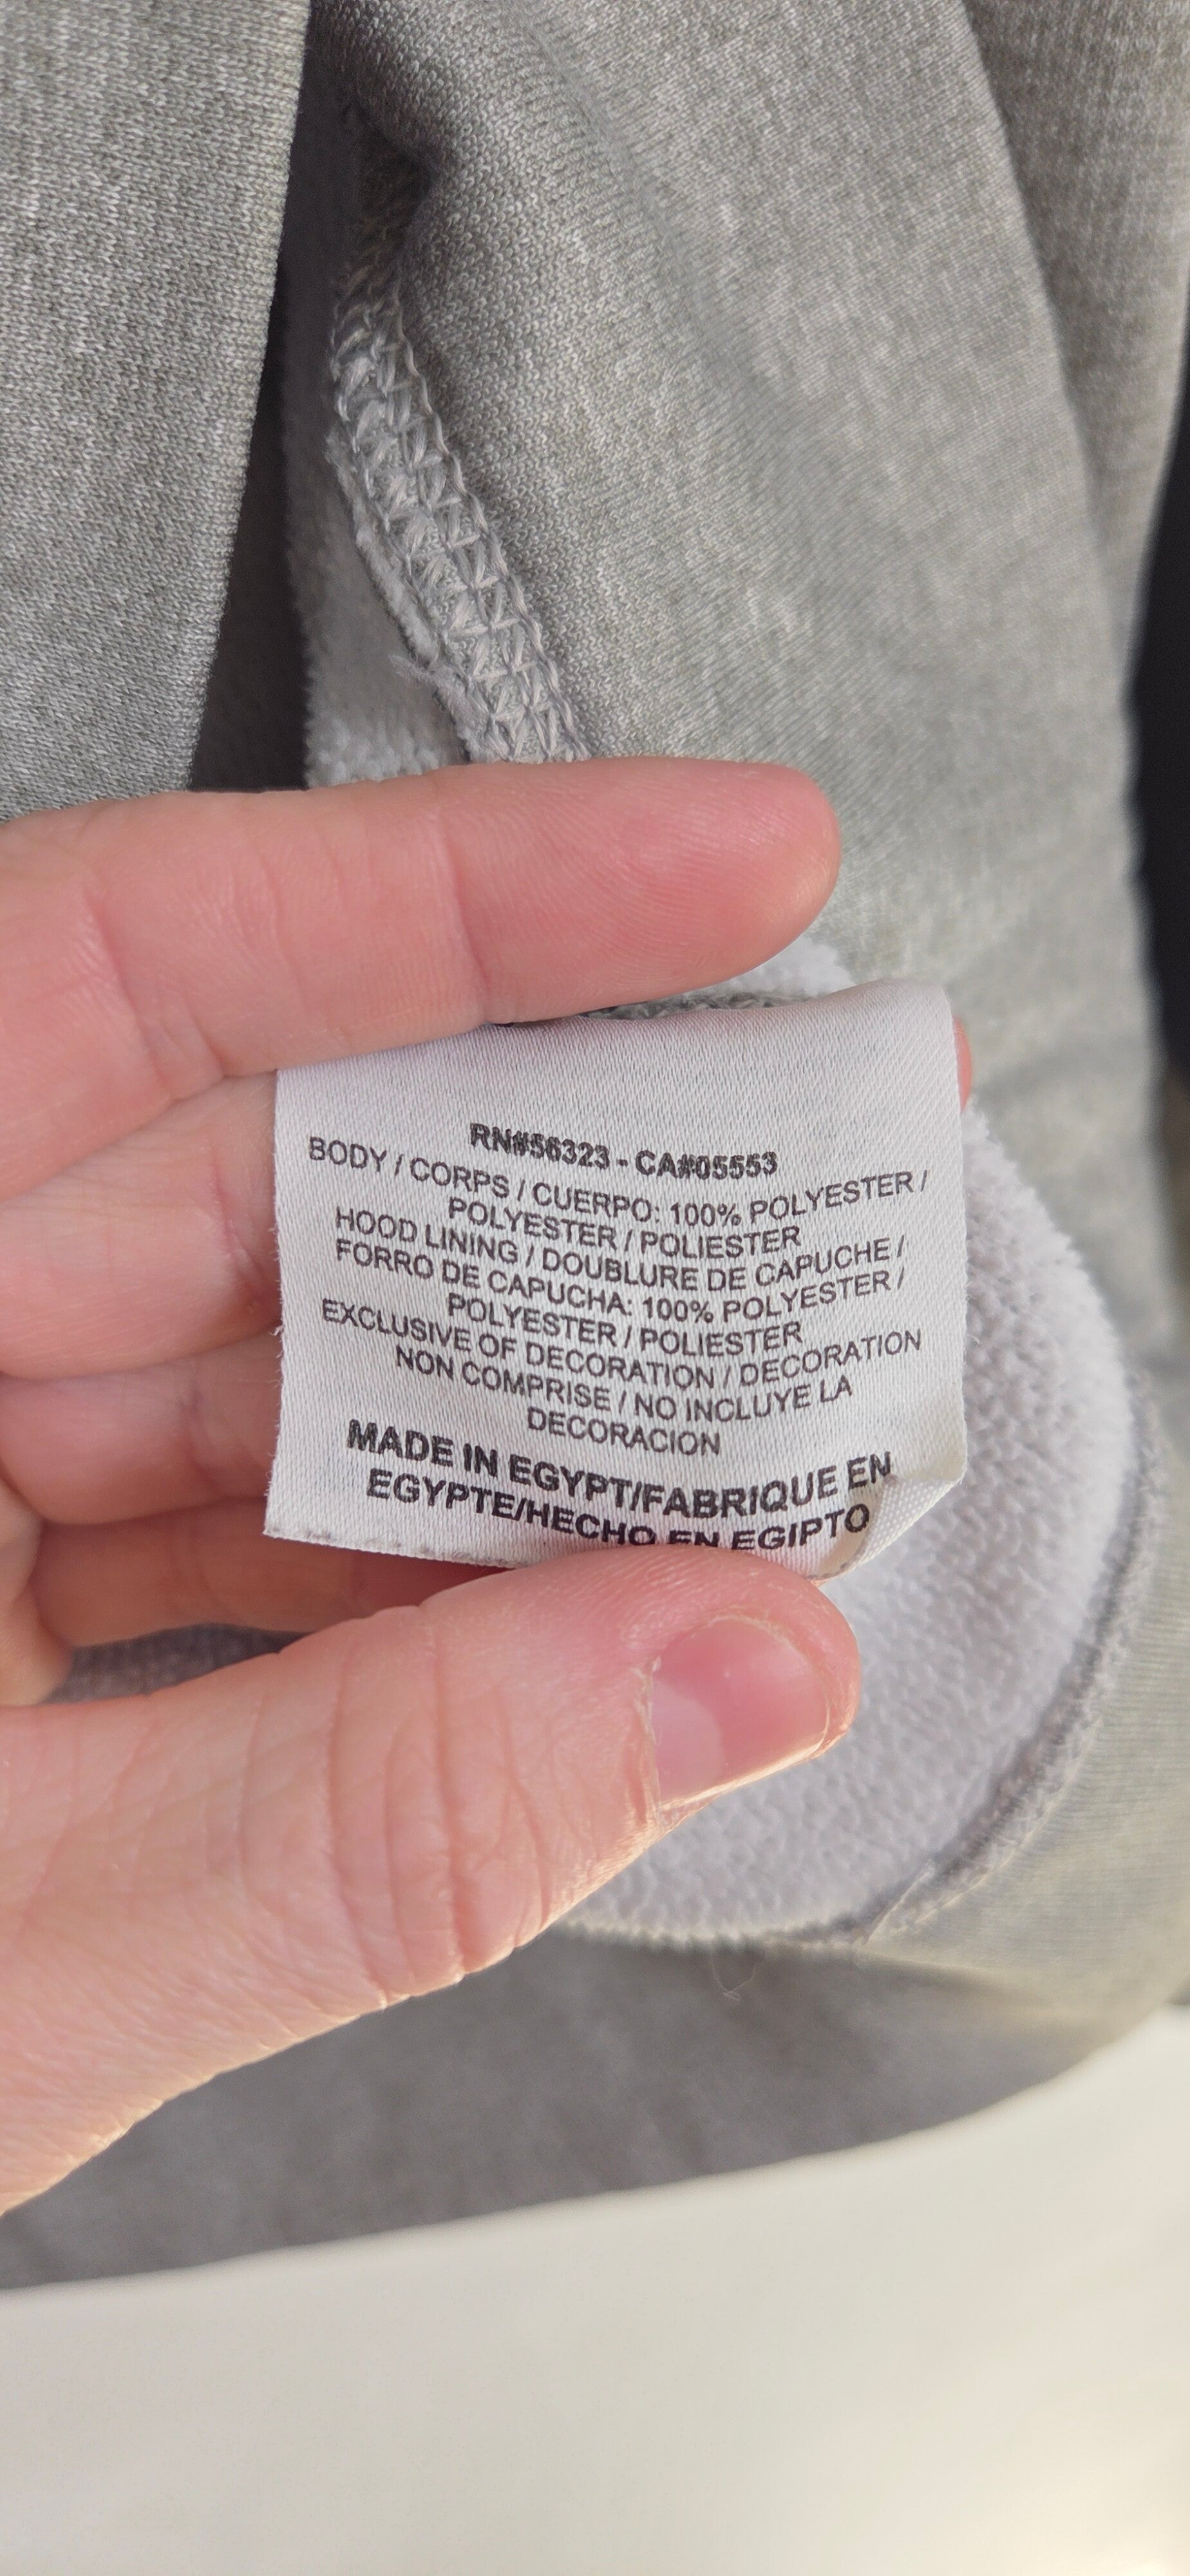 RN#56323 - CA#05553
BODY / CORPS / CUERPO: 100% POLYESTER /
POLYESTER / POLIESTER
HOOD LINING / DOUBLURE DE CAPUCHE /
FORRO DE CAPUCHA: 100% POLYESTER /
POLYESTER / POLIESTER
EXCLUSIVE OF DECORATION / DECORATION
NON COMPRISE / NO INCLUYE LA
DECORACION
MADE IN EGYPT/FABRIQUE EN
EGYPTE/HECHO EN EGIPTO